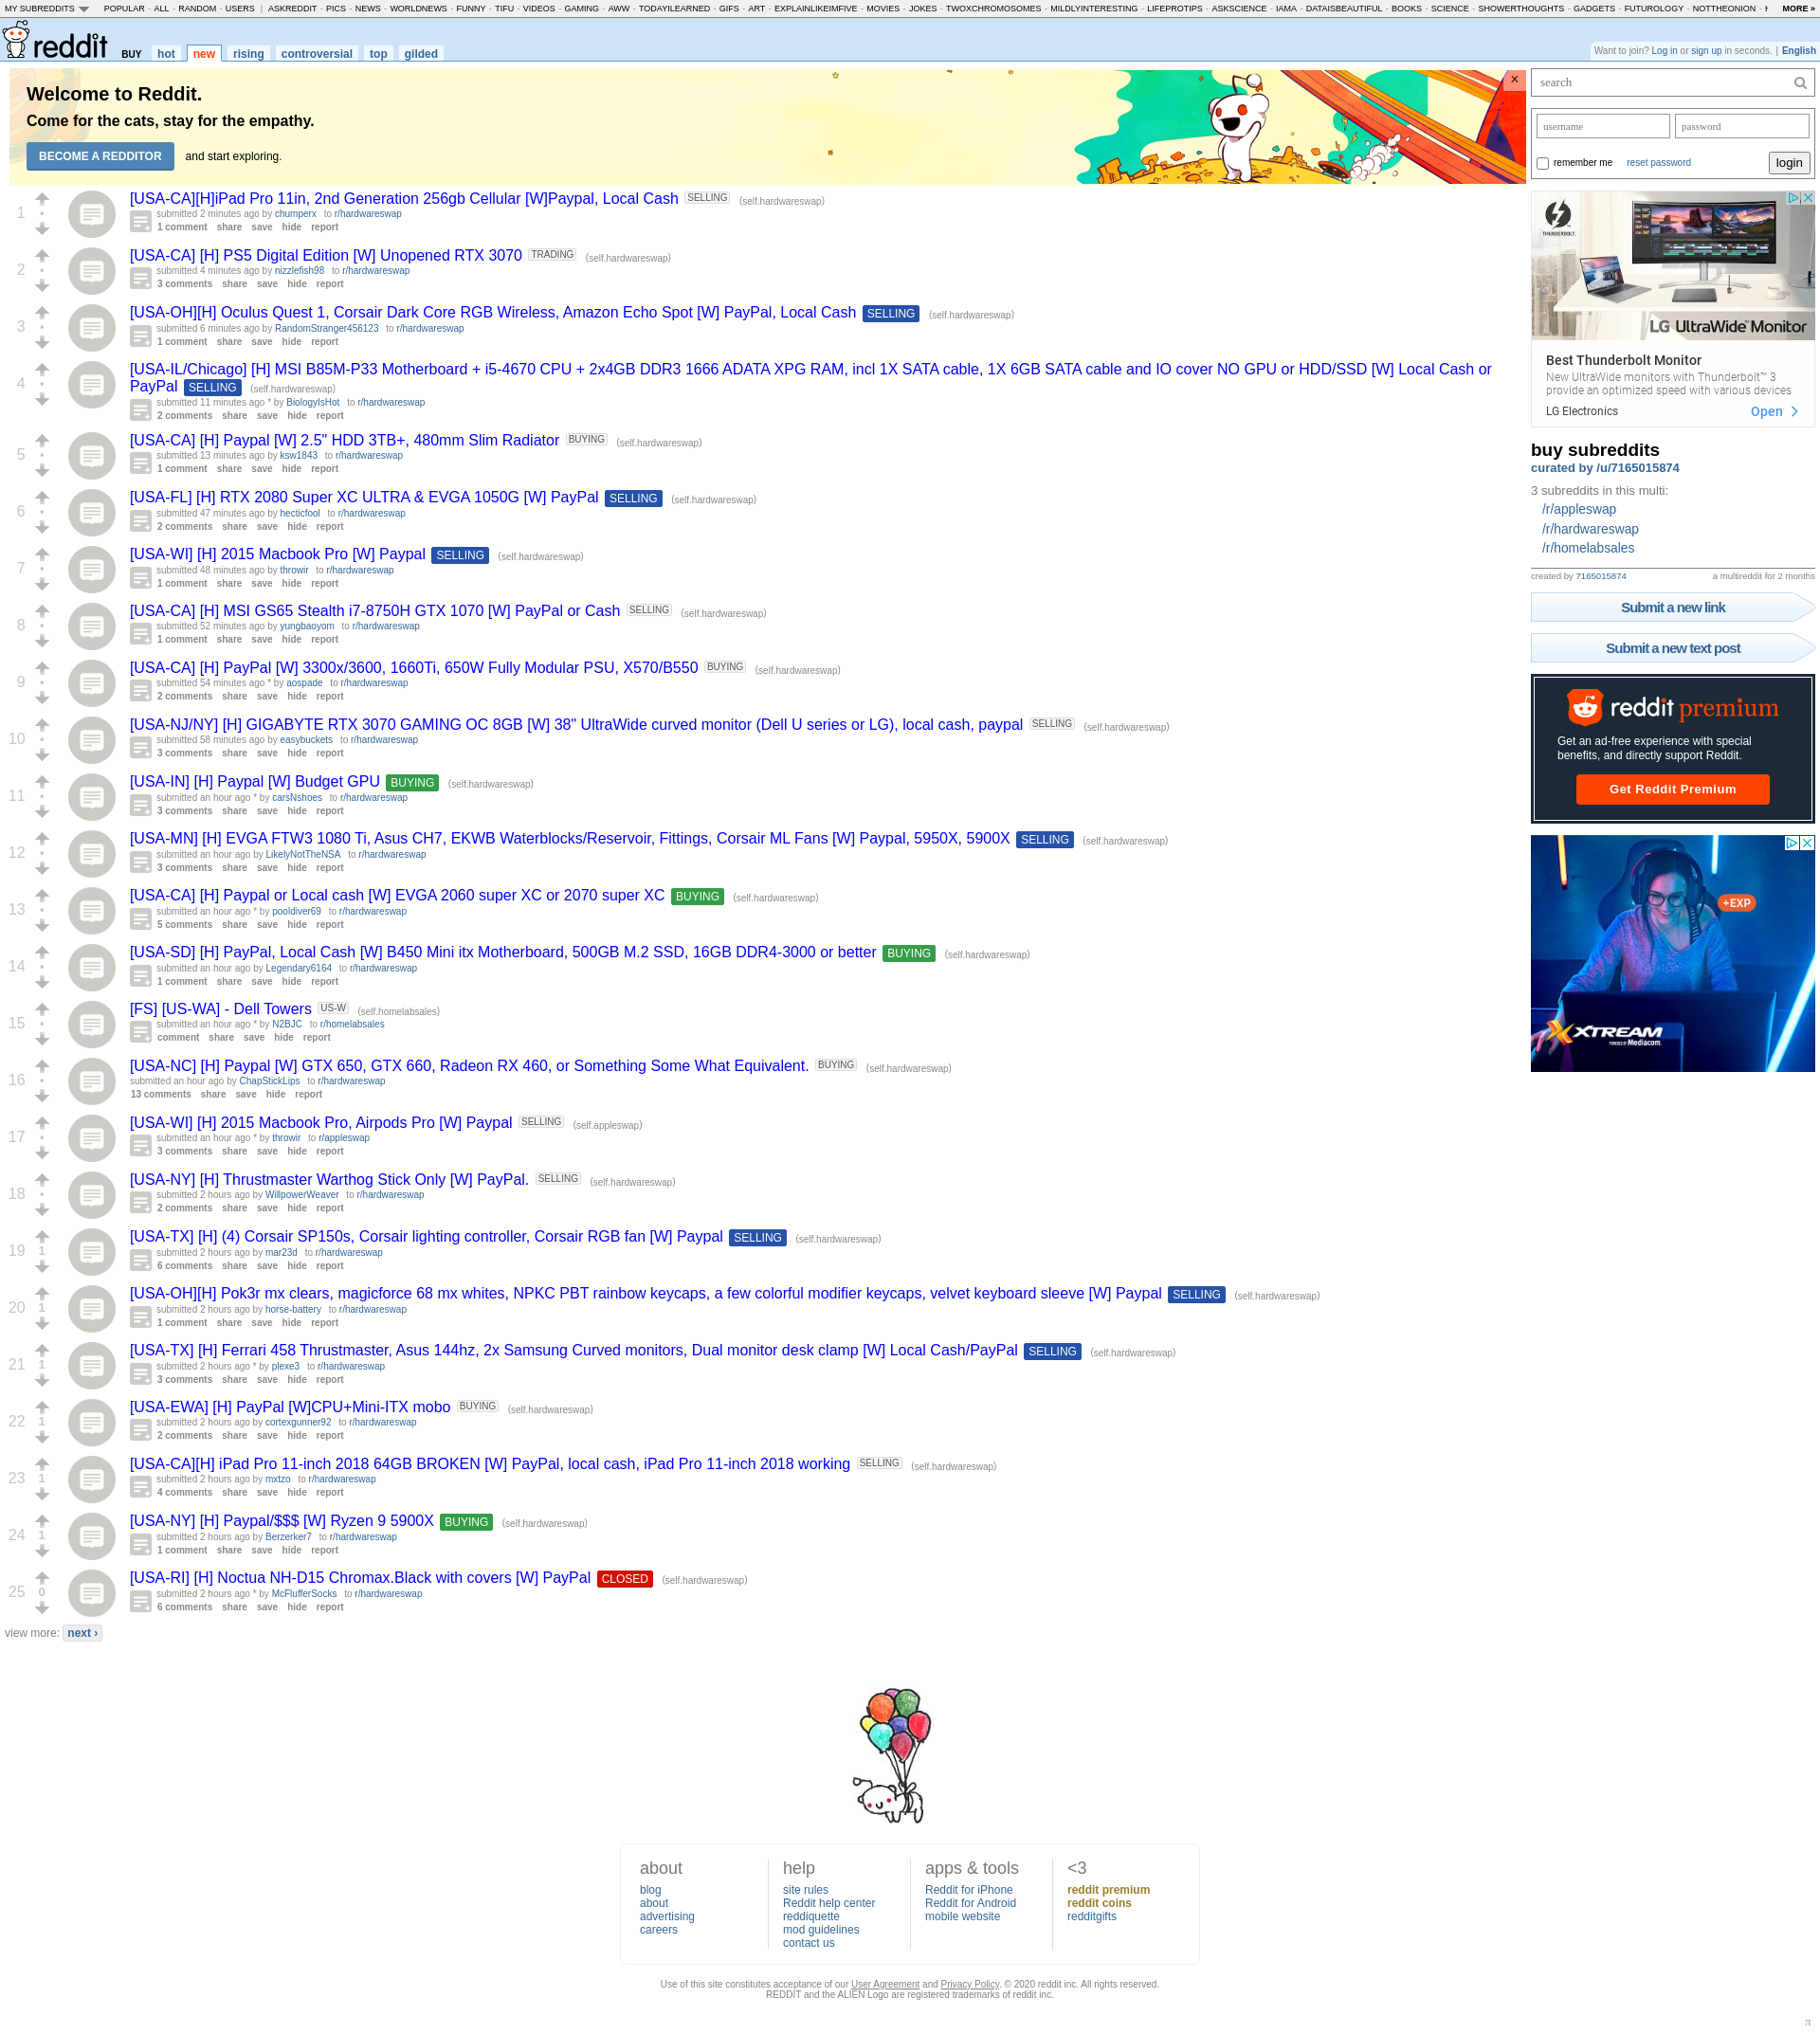 MY SUBREDDITS POPULAR - ALL - RANDOM - USERS | ASKREDDIT - PICS - NEWS - WORLDNEWS - FUNNY - TIFU - VIDEOS - GAMING - AWW - TODAYILEARNED - GIFS - ART - EXPLAINLIKEIMFIVE - MOVIES - JOKES - TWOXCHROMOSOMES - MILDLYINTERESTING - LIFEPROTIPS - ASKSCIENCE - IAMA - DATAISBEAUTIFUL - BOOKS - SCIENCE - SHOWERTHOUGHTS - GADGETS - FUTUROLOGY - NOTTHEONION - MORE »
reddit BUY hot new rising controversial top gilded
Want to join? Log in or sign up in seconds. | English
Welcome to Reddit.
Come for the cats, stay for the empathy.
BECOME A REDDITOR and start exploring.
×
1
[USA-CA][H]iPad Pro 11in, 2nd Generation 256gb Cellular [W]Paypal, Local Cash SELLING (self.hardwareswap)
submitted 2 minutes ago by chumperx to r/hardwareswap
1 comment share save hide report
2
[USA-CA] [H] PS5 Digital Edition [W] Unopened RTX 3070 TRADING (self.hardwareswap)
submitted 4 minutes ago by nizzlefish98 to r/hardwareswap
3 comments share save hide report
3
[USA-OH][H] Oculus Quest 1, Corsair Dark Core RGB Wireless, Amazon Echo Spot [W] PayPal, Local Cash SELLING (self.hardwareswap)
submitted 6 minutes ago by RandomStranger456123 to r/hardwareswap
1 comment share save hide report
4
[USA-IL/Chicago] [H] MSI B85M-P33 Motherboard + i5-4670 CPU + 2x4GB DDR3 1666 ADATA XPG RAM, incl 1X SATA cable, 1X 6GB SATA cable and IO cover NO GPU or HDD/SSD [W] Local Cash or
PayPal SELLING (self.hardwareswap)
submitted 11 minutes ago * by BiologyIsHot to r/hardwareswap
2 comments share save hide report
5
[USA-CA] [H] Paypal [W] 2.5" HDD 3TB+, 480mm Slim Radiator BUYING (self.hardwareswap)
submitted 13 minutes ago by ksw1843 to r/hardwareswap
1 comment share save hide report
6
[USA-FL] [H] RTX 2080 Super XC ULTRA & EVGA 1050G [W] PayPal SELLING (self.hardwareswap)
submitted 47 minutes ago by hecticfool to r/hardwareswap
2 comments share save hide report
7
[USA-WI] [H] 2015 Macbook Pro [W] Paypal SELLING (self.hardwareswap)
submitted 48 minutes ago by throwir to r/hardwareswap
1 comment share save hide report
8
[USA-CA] [H] MSI GS65 Stealth i7-8750H GTX 1070 [W] PayPal or Cash SELLING (self.hardwareswap)
submitted 52 minutes ago by yungbaoyom to r/hardwareswap
1 comment share save hide report
9
[USA-CA] [H] PayPal [W] 3300x/3600, 1660Ti, 650W Fully Modular PSU, X570/B550 BUYING (self.hardwareswap)
submitted 54 minutes ago * by aospade to r/hardwareswap
2 comments share save hide report
10
[USA-NJ/NY] [H] GIGABYTE RTX 3070 GAMING OC 8GB [W] 38" UltraWide curved monitor (Dell U series or LG), local cash, paypal SELLING (self.hardwareswap)
submitted 58 minutes ago by easybuckets to r/hardwareswap
3 comments share save hide report
11
[USA-IN] [H] Paypal [W] Budget GPU BUYING (self.hardwareswap)
submitted an hour ago * by carsNshoes to r/hardwareswap
3 comments share save hide report
12
[USA-MN] [H] EVGA FTW3 1080 Ti, Asus CH7, EKWB Waterblocks/Reservoir, Fittings, Corsair ML Fans [W] Paypal, 5950X, 5900X SELLING (self.hardwareswap)
submitted an hour ago by LikelyNotTheNSA to r/hardwareswap
3 comments share save hide report
13
[USA-CA] [H] Paypal or Local cash [W] EVGA 2060 super XC or 2070 super XC BUYING (self.hardwareswap)
submitted an hour ago * by pooldiver69 to r/hardwareswap
5 comments share save hide report
14
[USA-SD] [H] PayPal, Local Cash [W] B450 Mini itx Motherboard, 500GB M.2 SSD, 16GB DDR4-3000 or better BUYING (self.hardwareswap)
submitted an hour ago by Legendary6164 to r/hardwareswap
1 comment share save hide report
15
[FS] [US-WA] - Dell Towers US-W (self.homelabsales)
submitted an hour ago * by N2BJC to r/homelabsales
comment share save hide report
16
[USA-NC] [H] Paypal [W] GTX 650, GTX 660, Radeon RX 460, or Something Some What Equivalent. BUYING (self.hardwareswap)
submitted an hour ago by ChapStickLips to r/hardwareswap
13 comments share save hide report
17
[USA-WI] [H] 2015 Macbook Pro, Airpods Pro [W] Paypal SELLING (self.appleswap)
submitted an hour ago * by throwir to r/appleswap
3 comments share save hide report
18
[USA-NY] [H] Thrustmaster Warthog Stick Only [W] PayPal. SELLING (self.hardwareswap)
submitted 2 hours ago by WillpowerWeaver to r/hardwareswap
2 comments share save hide report
19 1
[USA-TX] [H] (4) Corsair SP150s, Corsair lighting controller, Corsair RGB fan [W] Paypal SELLING (self.hardwareswap)
submitted 2 hours ago by mar23d to r/hardwareswap
6 comments share save hide report
20 1
[USA-OH][H] Pok3r mx clears, magicforce 68 mx whites, NPKC PBT rainbow keycaps, a few colorful modifier keycaps, velvet keyboard sleeve [W] Paypal SELLING (self.hardwareswap)
submitted 2 hours ago by horse-battery to r/hardwareswap
1 comment share save hide report
21 1
[USA-TX] [H] Ferrari 458 Thrustmaster, Asus 144hz, 2x Samsung Curved monitors, Dual monitor desk clamp [W] Local Cash/PayPal SELLING (self.hardwareswap)
submitted 2 hours ago * by plexe3 to r/hardwareswap
3 comments share save hide report
22 1
[USA-EWA] [H] PayPal [W]CPU+Mini-ITX mobo BUYING (self.hardwareswap)
submitted 2 hours ago by cortexgunner92 to r/hardwareswap
2 comments share save hide report
23 1
[USA-CA][H] iPad Pro 11-inch 2018 64GB BROKEN [W] PayPal, local cash, iPad Pro 11-inch 2018 working SELLING (self.hardwareswap)
submitted 2 hours ago by mxtzo to r/hardwareswap
4 comments share save hide report
24 1
[USA-NY] [H] Paypal/$$$ [W] Ryzen 9 5900X BUYING (self.hardwareswap)
submitted 2 hours ago by Berzerker7 to r/hardwareswap
1 comment share save hide report
25 0
[USA-RI] [H] Noctua NH-D15 Chromax.Black with covers [W] PayPal CLOSED (self.hardwareswap)
submitted 2 hours ago * by McFlufferSocks to r/hardwareswap
6 comments share save hide report
view more: next ›
search
username password
remember me reset password login
THUNDERBOLT.
LG UltraWide Monitor
Best Thunderbolt Monitor
New UltraWide monitors with Thunderbolt™ 3
provide an optimized speed with various devices
LG Electronics Open
buy subreddits
curated by /u/7165015874
3 subreddits in this multi:
/r/appleswap
/r/hardwareswap
/r/homelabsales
created by 7165015874 a multireddit for 2 months
Submit a new link
Submit a new text post
reddit premium
Get an ad-free experience with special
benefits, and directly support Reddit.
Get Reddit Premium
+EXP
XTREAM
POWERED BY Mediacom
about
blog
about
advertising
careers
help
site rules
Reddit help center
reddiquette
mod guidelines
contact us
apps & tools
Reddit for iPhone
Reddit for Android
mobile website
<3
reddit premium
reddit coins
redditgifts
Use of this site constitutes acceptance of our User Agreement and Privacy Policy. © 2020 reddit inc. All rights reserved.
REDDIT and the ALIEN Logo are registered trademarks of reddit inc.
π